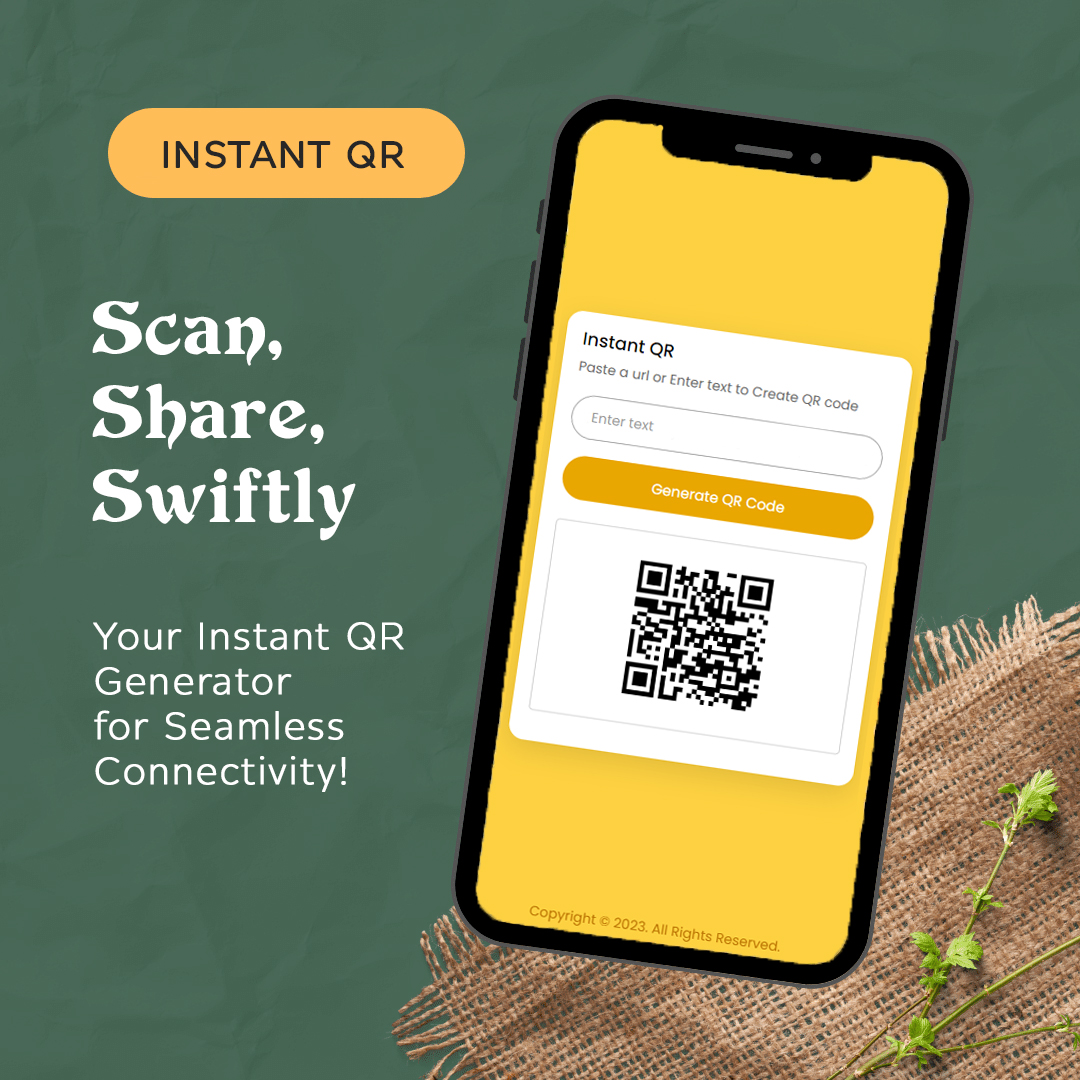 INSTANT QR
Scan,
Share,
Swiftly
Your Instant QR
Generator
for Seamless
Connectivity!
Instant QR
Paste a url or Enter text to Create QR code
Enter text
Generate QR Code
Copyright © 2023. All Rights Reserved.